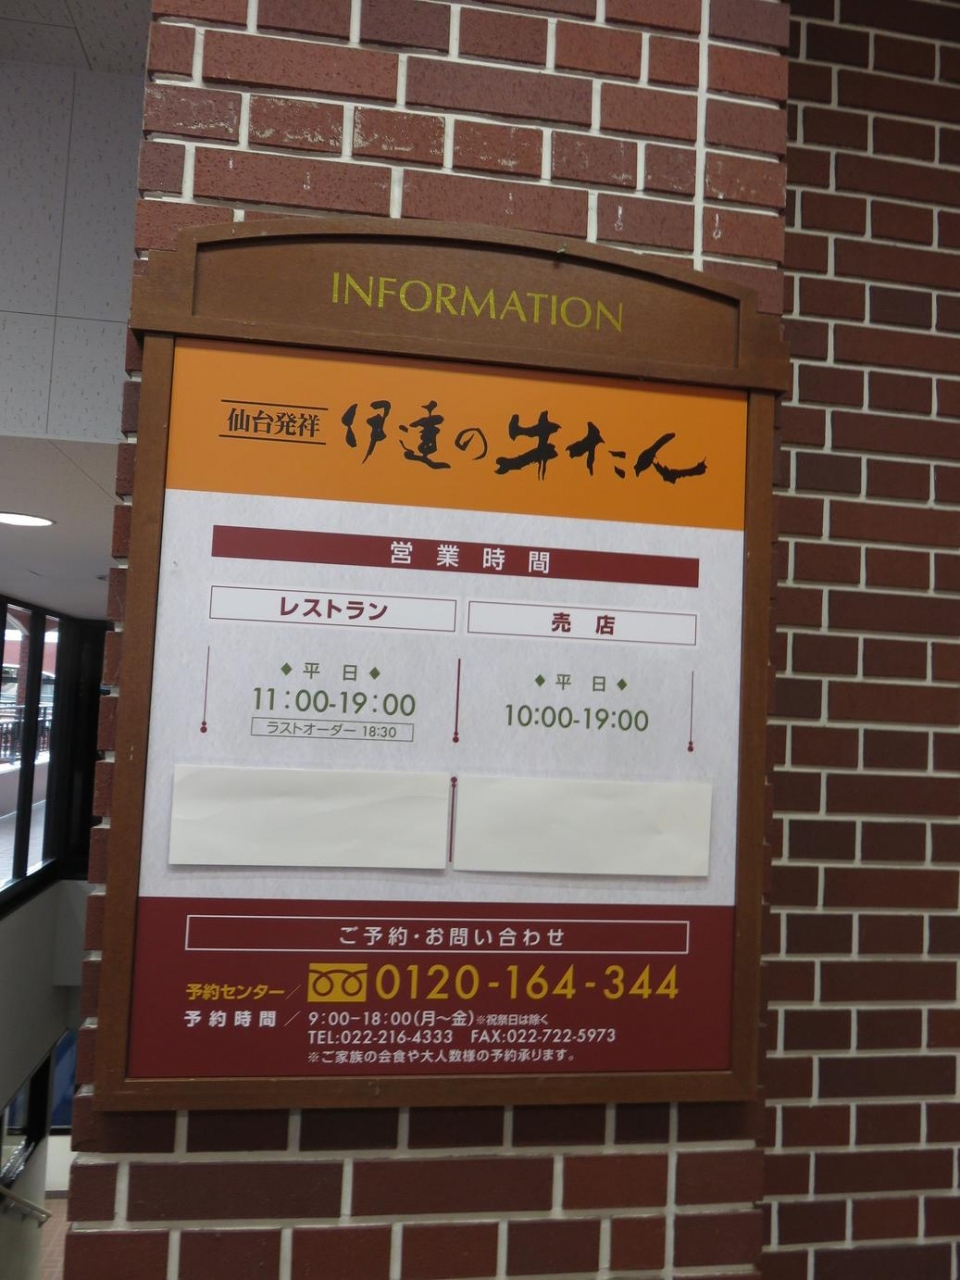 INFORMATION
仙台発祥 伊達の牛たん
営業時間
レストラン 売店
◆平日◆ ◆平日◆
11:00-19:00 10:00-19:00
ラストオーダー 18:30
ご予約・お問い合わせ
予約センター／ 0120-164-344
予約時間／ 9:00-18:00(月〜金)※祝祭日は除く
TEL:022-216-4333 FAX:022-722-5973
※ご家族の会食や大人数様の予約承ります。